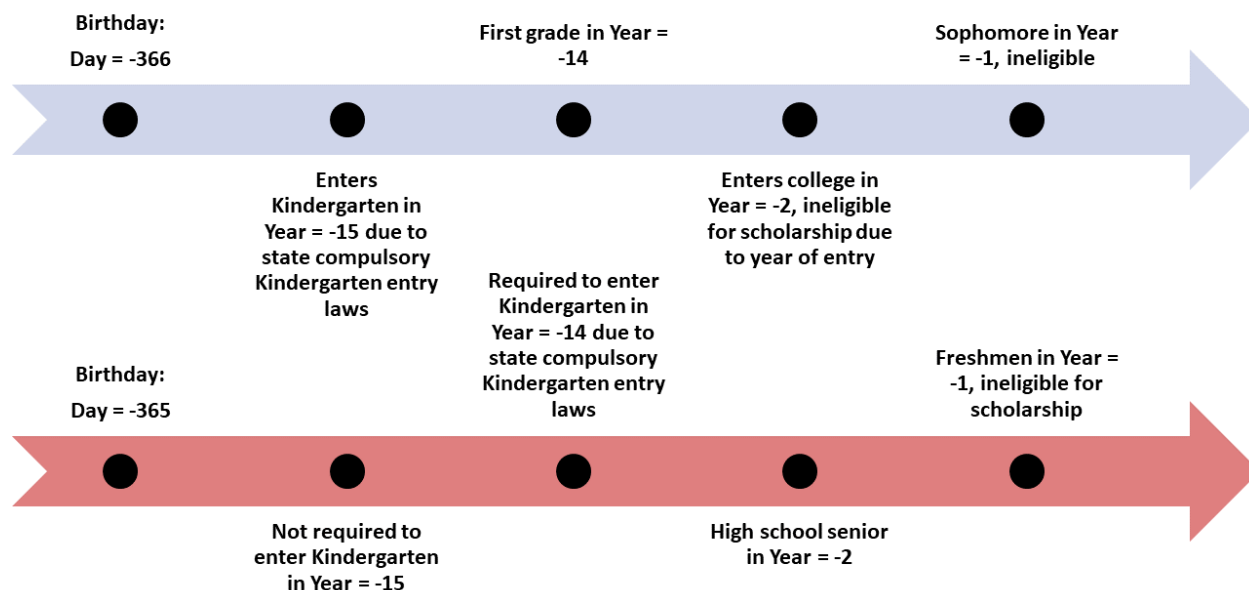 Birthday:
Day = -366
First grade in Year =
-14
Sophomore in Year
= -1, ineligible
Enters
Kindergarten in
Year = -15 due to
state compulsory
Kindergarten entry
laws
Enters college in
Year = -2, ineligible
for scholarship due
to year of entry
Birthday:
Day = -365
Required to enter
Kindergarten in
Year = -14 due to
state compulsory
Kindergarten entry
laws
Freshmen in Year =
-1, ineligible for
scholarship
Not required to
enter Kindergarten
in Year = -15
High school senior
in Year = -2